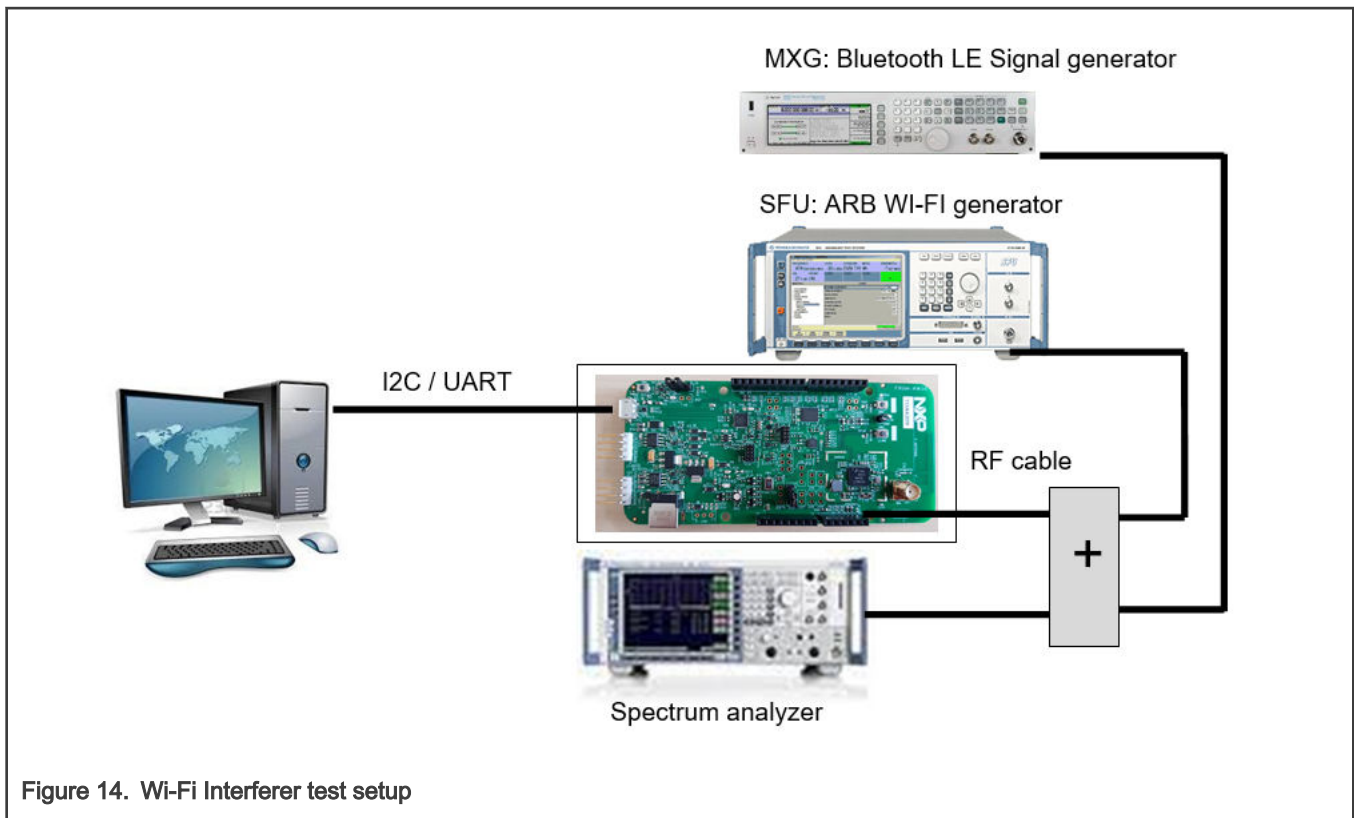 MXG: Bluetooth LE Signal generator
SFU: ARB WI-FI generator
I2C / UART
NXP
RF cable
+
Spectrum analyzer
Figure 14. Wi-Fi Interferer test setup